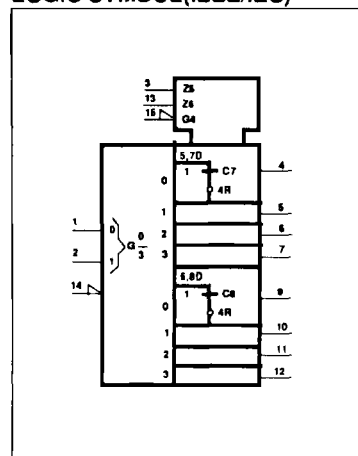 LOGIC SYMBOL(IEEE/IEC)
3 Z5
13 Z6
15 G4
5,7D
0 1 C7 4
4R
1 5
1 0 G 0/3 2 6
2 1 3 7
14
6,8D
0 1 C8 9
4R
1 10
2 11
3 12